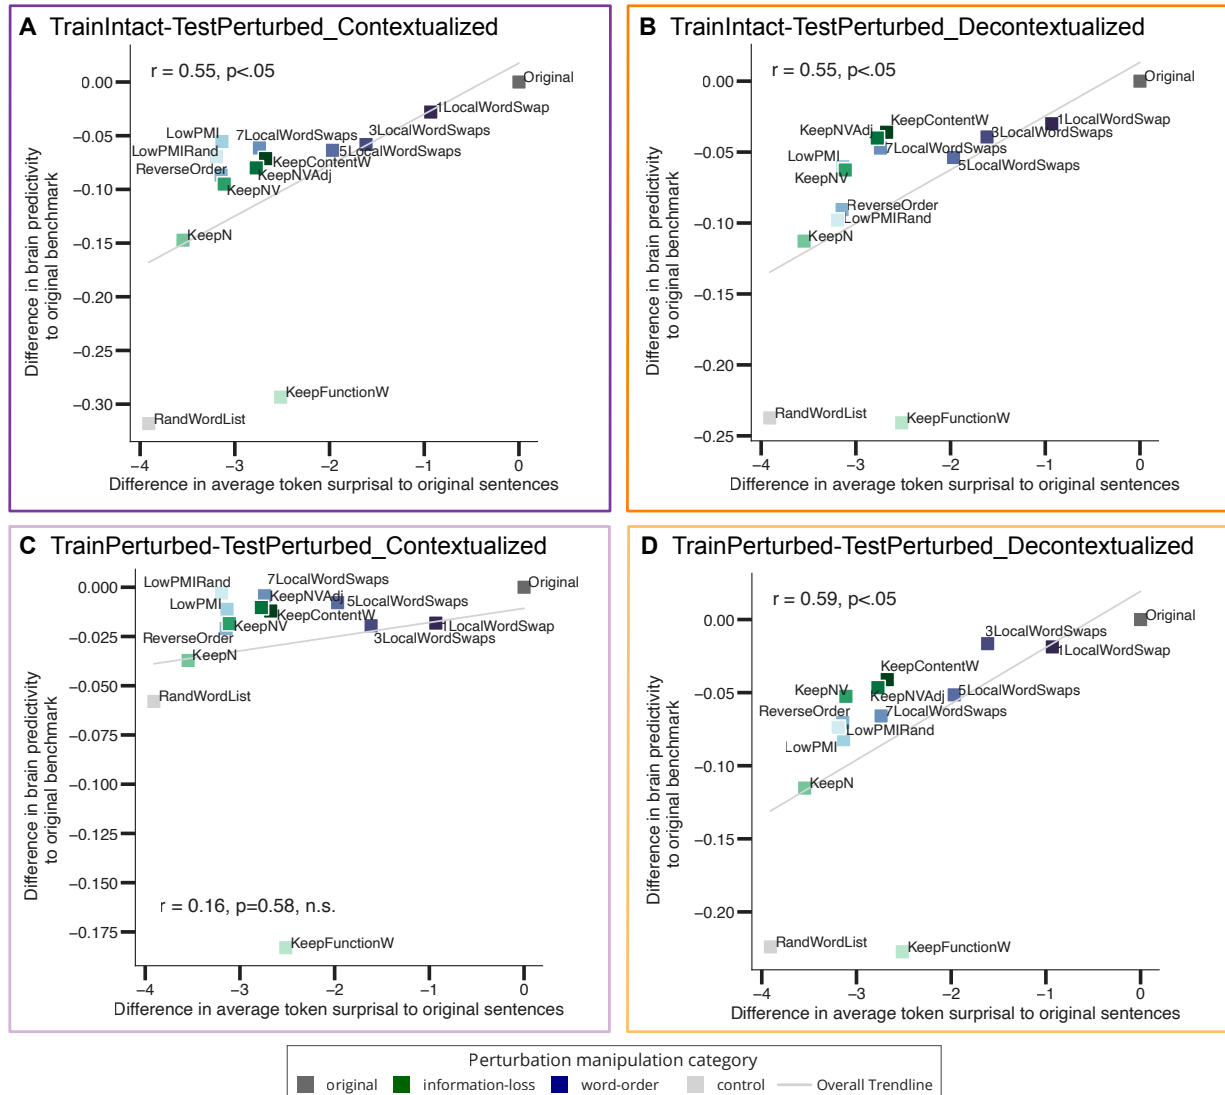 A TrainIntact-TestPerturbed_Contextualized
r = 0.55, p<.05
Difference in brain predictivity
to original benchmark
0.00
−0.05
−0.10
−0.15
−0.20
−0.25
−0.30
Original
1LocalWordSwap
3LocalWordSwaps
5LocalWordSwaps
7LocalWordSwaps
LowPMI
LowPMIRand
ReverseOrder
KeepContentW
KeepNVAdj
KeepNV
KeepN
KeepFunctionW
RandWordList
−4 −3 −2 −1 0
Difference in average token surprisal to original sentences
B TrainIntact-TestPerturbed_Decontextualized
r = 0.55, p<.05
Difference in brain predictivity
to original benchmark
0.00
−0.05
−0.10
−0.15
−0.20
−0.25
Original
1LocalWordSwap
3LocalWordSwaps
5LocalWordSwaps
KeepContentW
KeepNVAdj
7LocalWordSwaps
LowPMI
KeepNV
ReverseOrder
LowPMIRand
KeepN
RandWordList
KeepFunctionW
−4 −3 −2 −1 0
Difference in average token surprisal to original sentences
C TrainPerturbed-TestPerturbed_Contextualized
Difference in brain predictivity
to original benchmark
0.000
−0.025
−0.050
−0.075
−0.100
−0.125
−0.150
−0.175
LowPMIRand
7LocalWordSwaps
Original
KeepNVAdj
5LocalWordSwaps
LowPMI
KeepContentW
KeepNV
1LocalWordSwap
3LocalWordSwaps
ReverseOrder
KeepN
RandWordList
r = 0.16, p=0.58, n.s.
KeepFunctionW
−4 −3 −2 −1 0
Difference in average token surprisal to original sentences
D TrainPerturbed-TestPerturbed_Decontextualized
r = 0.59, p<.05
Difference in brain predictivity
to original benchmark
0.00
−0.05
−0.10
−0.15
−0.20
Original
3LocalWordSwaps
1LocalWordSwap
KeepContentW
KeepNV
KeepNVAdj
5LocalWordSwaps
ReverseOrder
7LocalWordSwaps
LowPMIRand
LowPMI
KeepN
RandWordList
KeepFunctionW
−4 −3 −2 −1 0
Difference in average token surprisal to original sentences
Perturbation manipulation category
original information-loss word-order control Overall Trendline